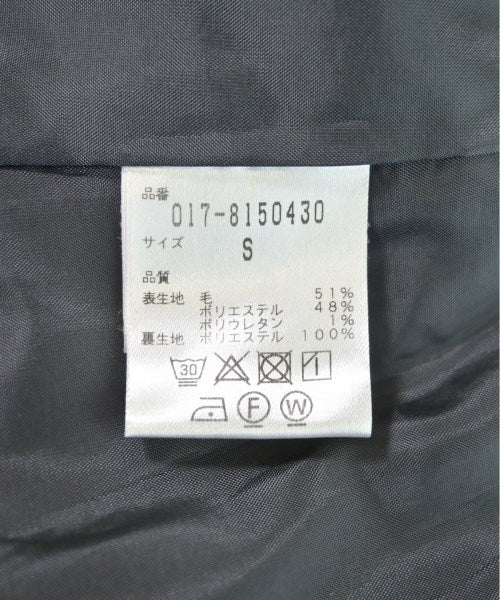 品番
017-8150430
サイズ S
品質
表生地 毛 51%
ポリエステル 48%
ポリウレタン 1%
裏生地 ポリエステル 100%
30
F W